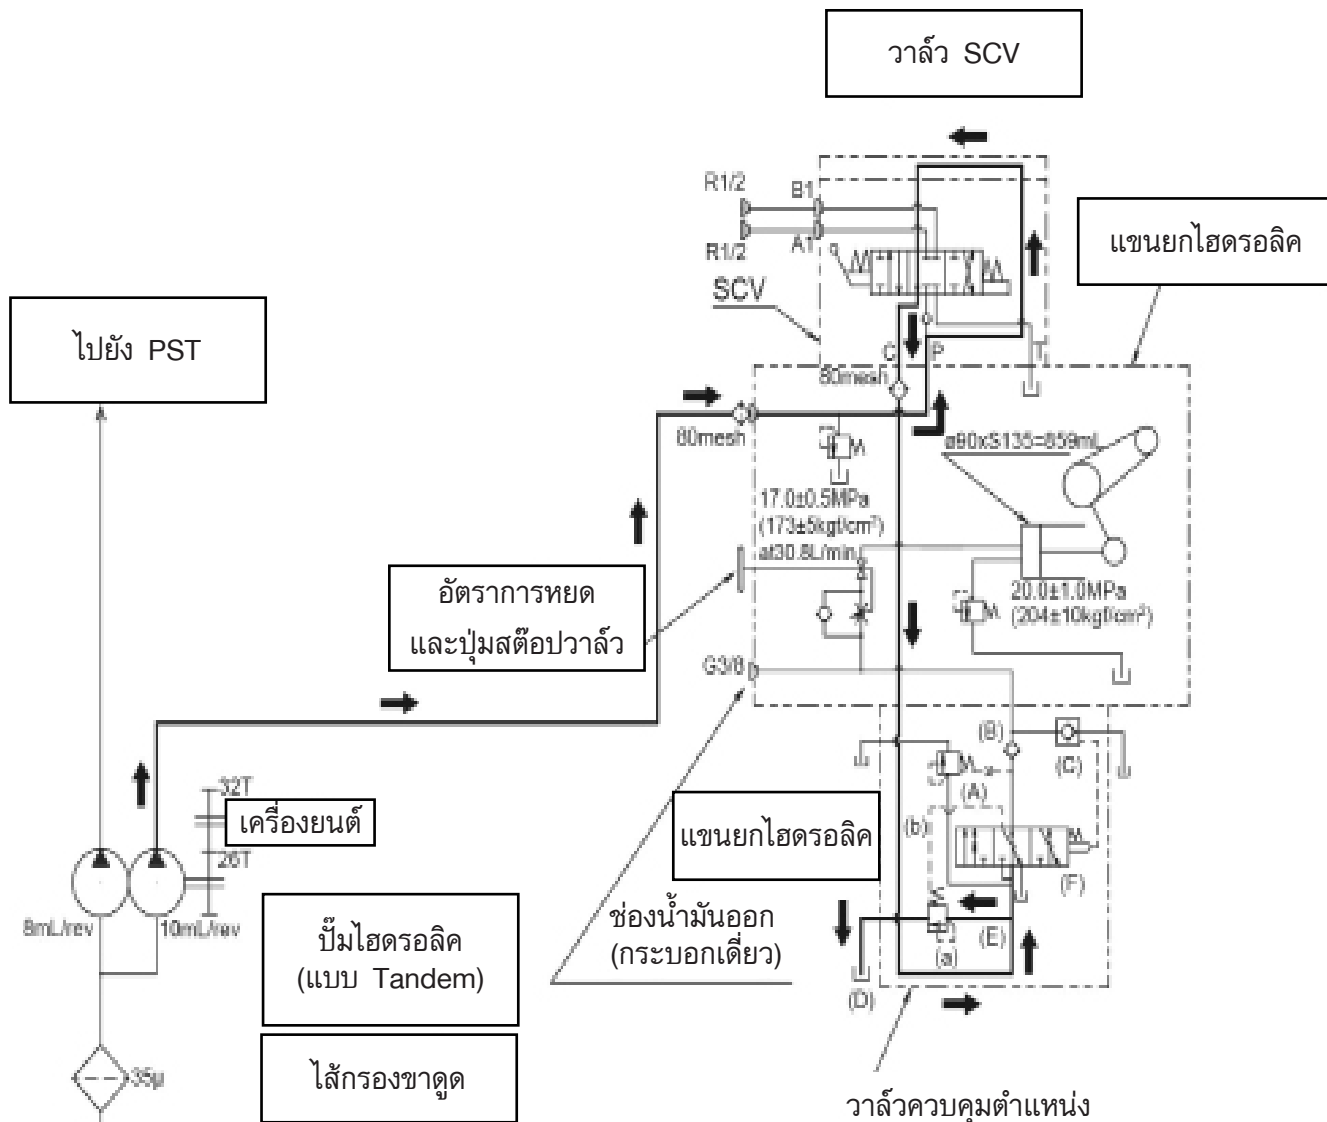 วาล์ว SCV
R1/2
B1
R1/2
A1
แขนยกไฮดรอลิค
SCV
ไปยัง PST
C
P
T
80mesh
80mesh
ø90xS135=859mL
17.0±0.5MPa
(173±5kgf/cm²)
at30.8L/min
อัตราการหยด
และปุ่มสต๊อปวาล์ว
20.0±1.0MPa
(204±10kgf/cm²)
G3/8
(B)
(C)
32T
เครื่องยนต์
(A)
แขนยกไฮดรอลิค
(b)
26T
(F)
8mL/rev
10mL/rev
ปั๊มไฮดรอลิค
(แบบ Tandem)
ช่องน้ำมันออก
(กระบอกเดี่ยว)
(E)
(a)
(D)
35μ
ไส้กรองขาดูด
วาล์วควบคุมตำแหน่ง